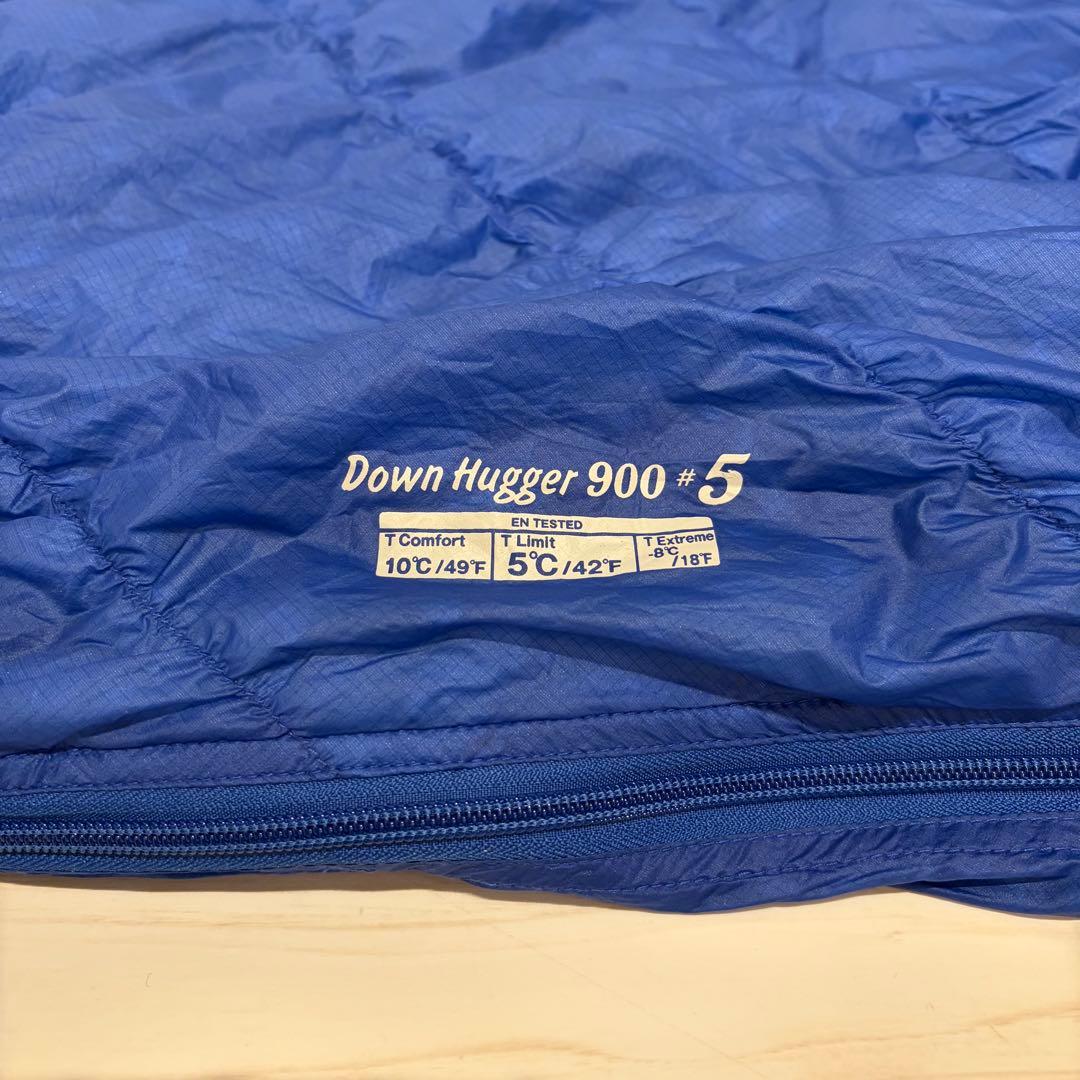 Down Hugger 900 #5
EN TESTED
T Comfort
10℃/49℉
T Limit
5℃/42℉
T Extreme
-8℃
/18℉